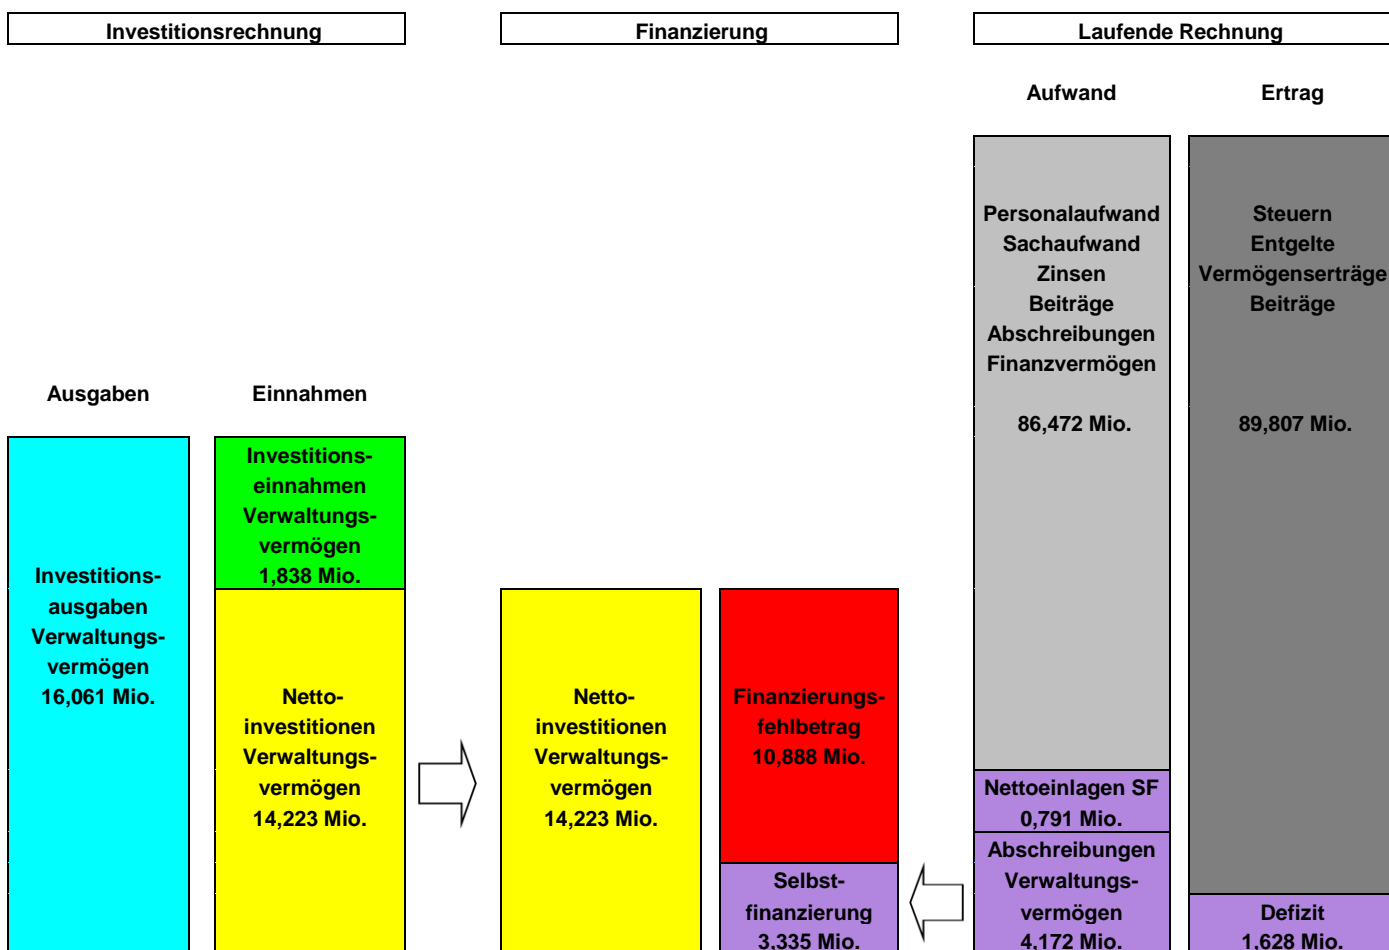 Investitionsrechnung
Finanzierung
Laufende Rechnung
Aufwand
Ertrag
Personalaufwand
Sachaufwand
Zinsen
Beiträge
Abschreibungen
Finanzvermögen
86,472 Mio.
Steuern
Entgelte
Vermögenserträge
Beiträge
89,807 Mio.
Ausgaben
Einnahmen
Investitions-
ausgaben
Verwaltungs-
vermögen
16,061 Mio.
Investitions-
einnahmen
Verwaltungs-
vermögen
1,838 Mio.
Netto-
investitionen
Verwaltungs-
vermögen
14,223 Mio.
Netto-
investitionen
Verwaltungs-
vermögen
14,223 Mio.
Finanzierungs-
fehlbetrag
10,888 Mio.
Selbst-
finanzierung
3,335 Mio.
Nettoeinlagen SF
0,791 Mio.
Abschreibungen
Verwaltungs-
vermögen
4,172 Mio.
Defizit
1,628 Mio.